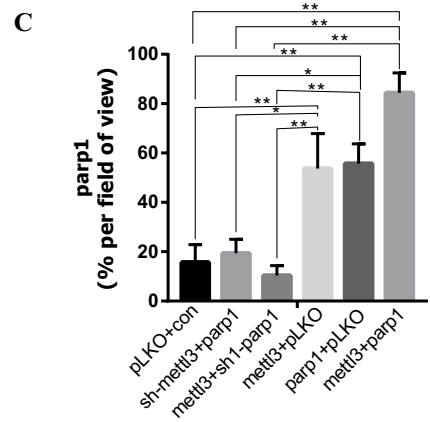 C
**
**
**
**
*
**
**
*
**
parp1
(% per field of view)
100
80
60
40
20
0
pLKO+con
sh-mettl3+parp1
mettl3+sh1-parp1
mettl3+pLKO
parp1+pLKO
mettl3+parp1